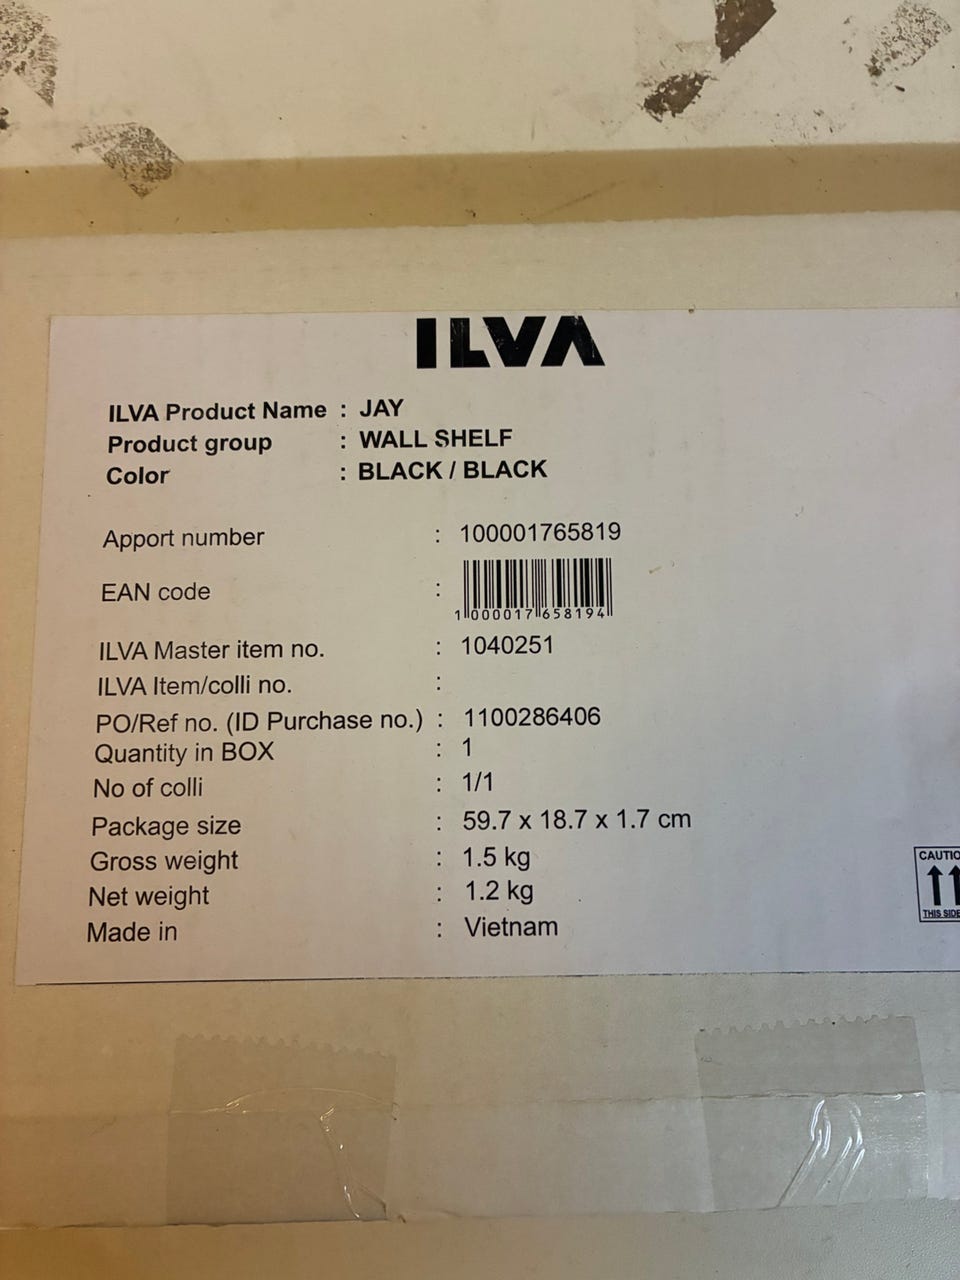 ILVA
ILVA Product Name : JAY
Product group : WALL SHELF
Color : BLACK / BLACK
Apport number : 100001765819
EAN code :
1 000017 658194
ILVA Master item no. : 1040251
ILVA Item/colli no. :
PO/Ref no. (ID Purchase no.) : 1100286406
Quantity in BOX : 1
No of colli : 1/1
Package size : 59.7 x 18.7 x 1.7 cm
Gross weight : 1.5 kg
Net weight : 1.2 kg
Made in : Vietnam
CAUTIO
THIS SIDE